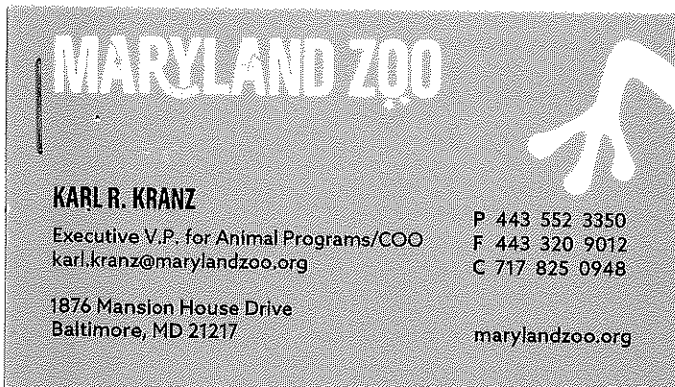 MARYLAND ZOO
KARL R. KRANZ
Executive V.P. for Animal Programs/COO
karl.kranz@marylandzoo.org
1876 Mansion House Drive
Baltimore, MD 21217
P 443 552 3350
F 443 320 9012
C 717 825 0948
marylandzoo.org